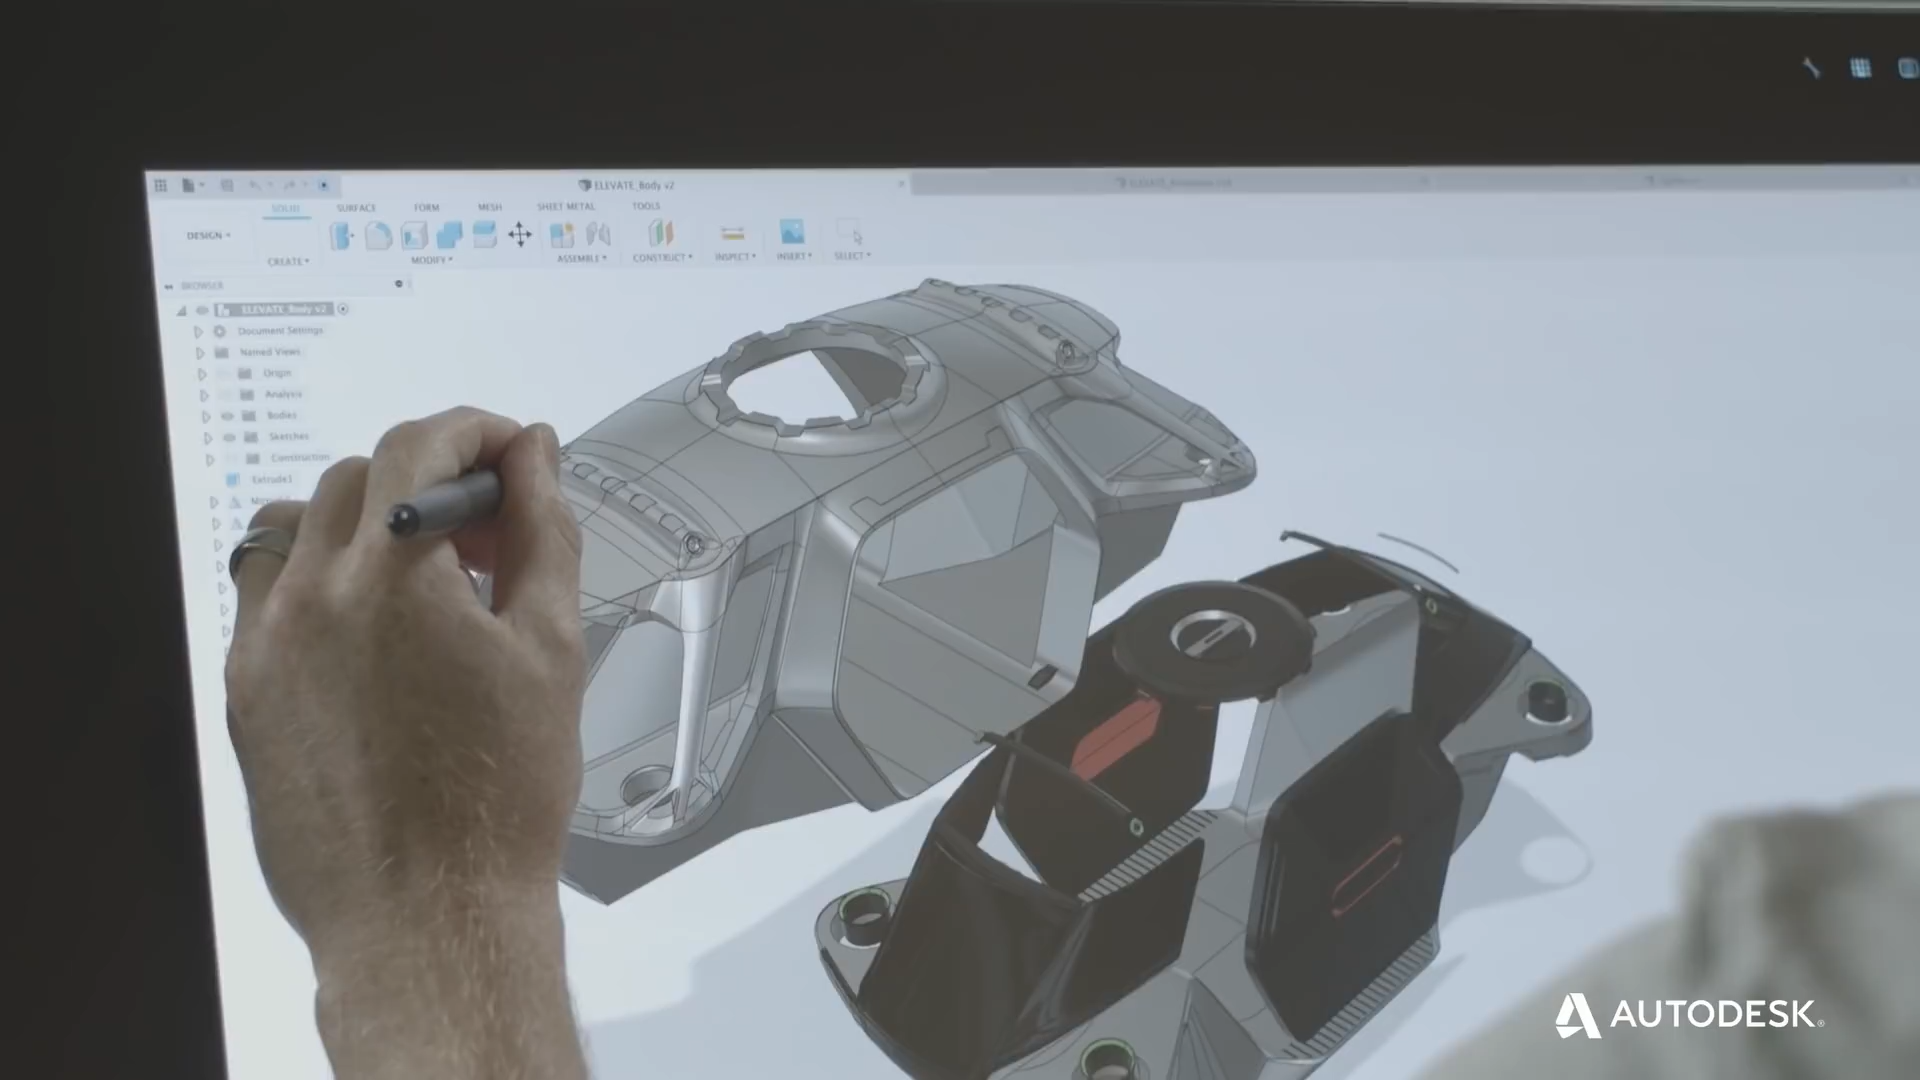 ELEVATE_Body v2
SOLID SURFACE FORM MESH SHEET METAL TOOLS
DESIGN
CREATE MODIFY ASSEMBLE CONSTRUCT INSPECT INSERT SELECT
BROWSER
ELEVATE_Body v2
Document Settings
Named Views
Origin
Analysis
Bodies
Sketches
Construction
Extrude1
AUTODESK®